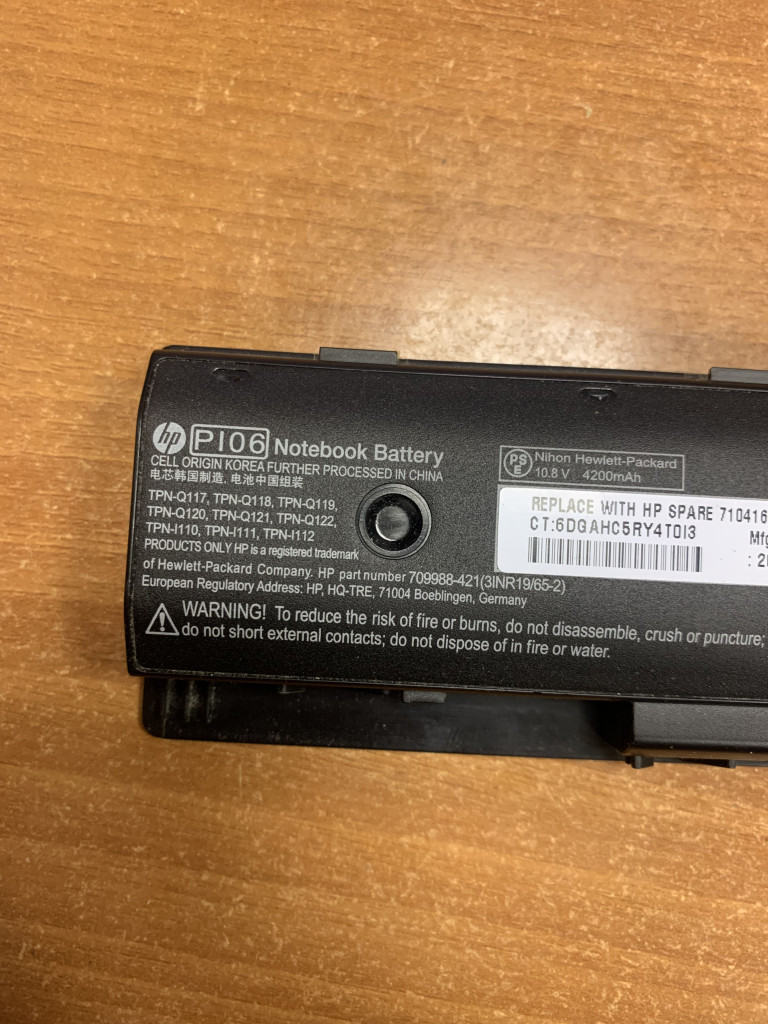 hp PI06 Notebook Battery
CELL ORIGIN KOREA FURTHER PROCESSED IN CHINA
电芯韩国制造, 电池中国组装
TPN-Q117, TPN-Q118, TPN-Q119,
TPN-Q120, TPN-Q121, TPN-Q122,
TPN-I110, TPN-I111, TPN-I112
PRODUCTS ONLY HP is a registered trademark
of Hewlett-Packard Company. HP part number 709988-421(3INR19/65-2)
European Regulatory Address: HP, HQ-TRE, 71004 Boeblingen, Germany
WARNING! To reduce the risk of fire or burns, do not disassemble, crush or puncture;
do not short external contacts; do not dispose of in fire or water.
PS E Nihon Hewlett-Packard
10.8 V 4200mAh
REPLACE WITH HP SPARE 710416
CT:6DGAHC5RY4T0I3 Mfg